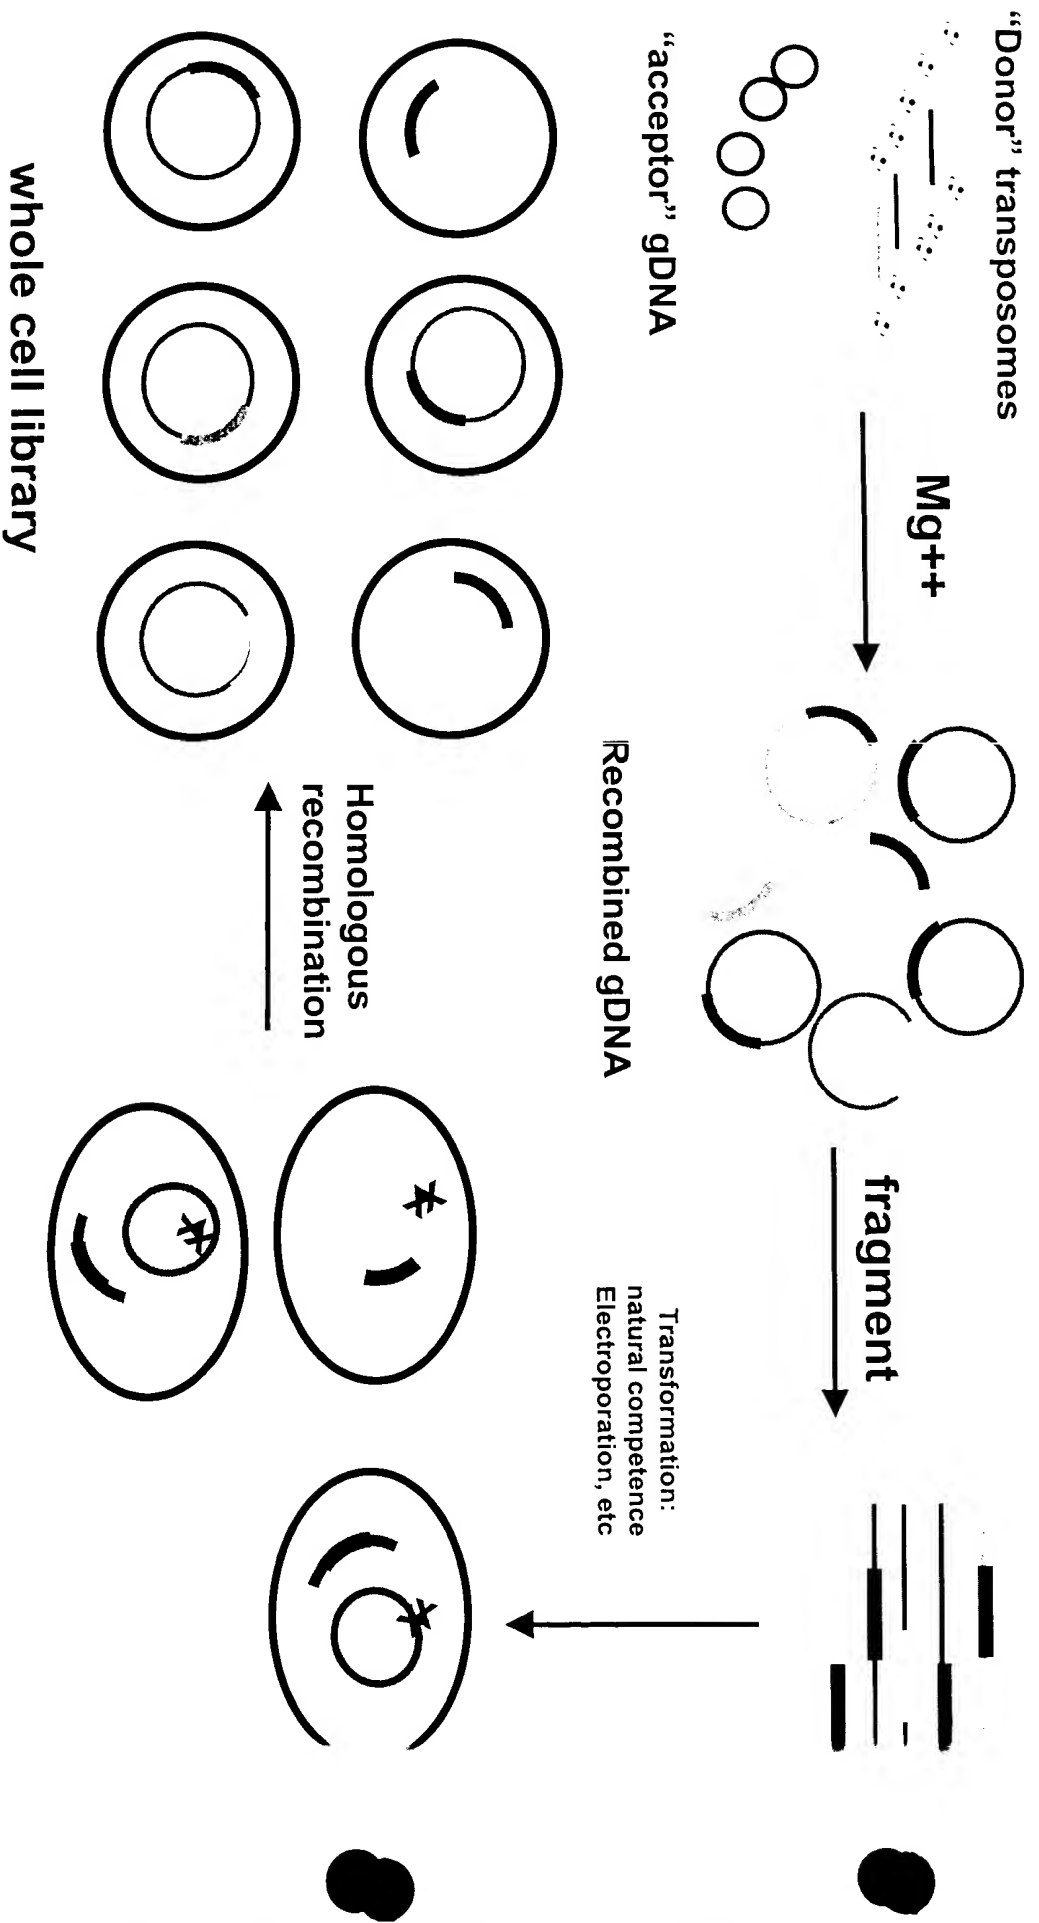 “Donor” transposomes
“acceptor” gDNA
Mg++
Recombined gDNA
fragment
Transformation:
natural competence
Electroporation, etc
Homologous
recombination
whole cell library